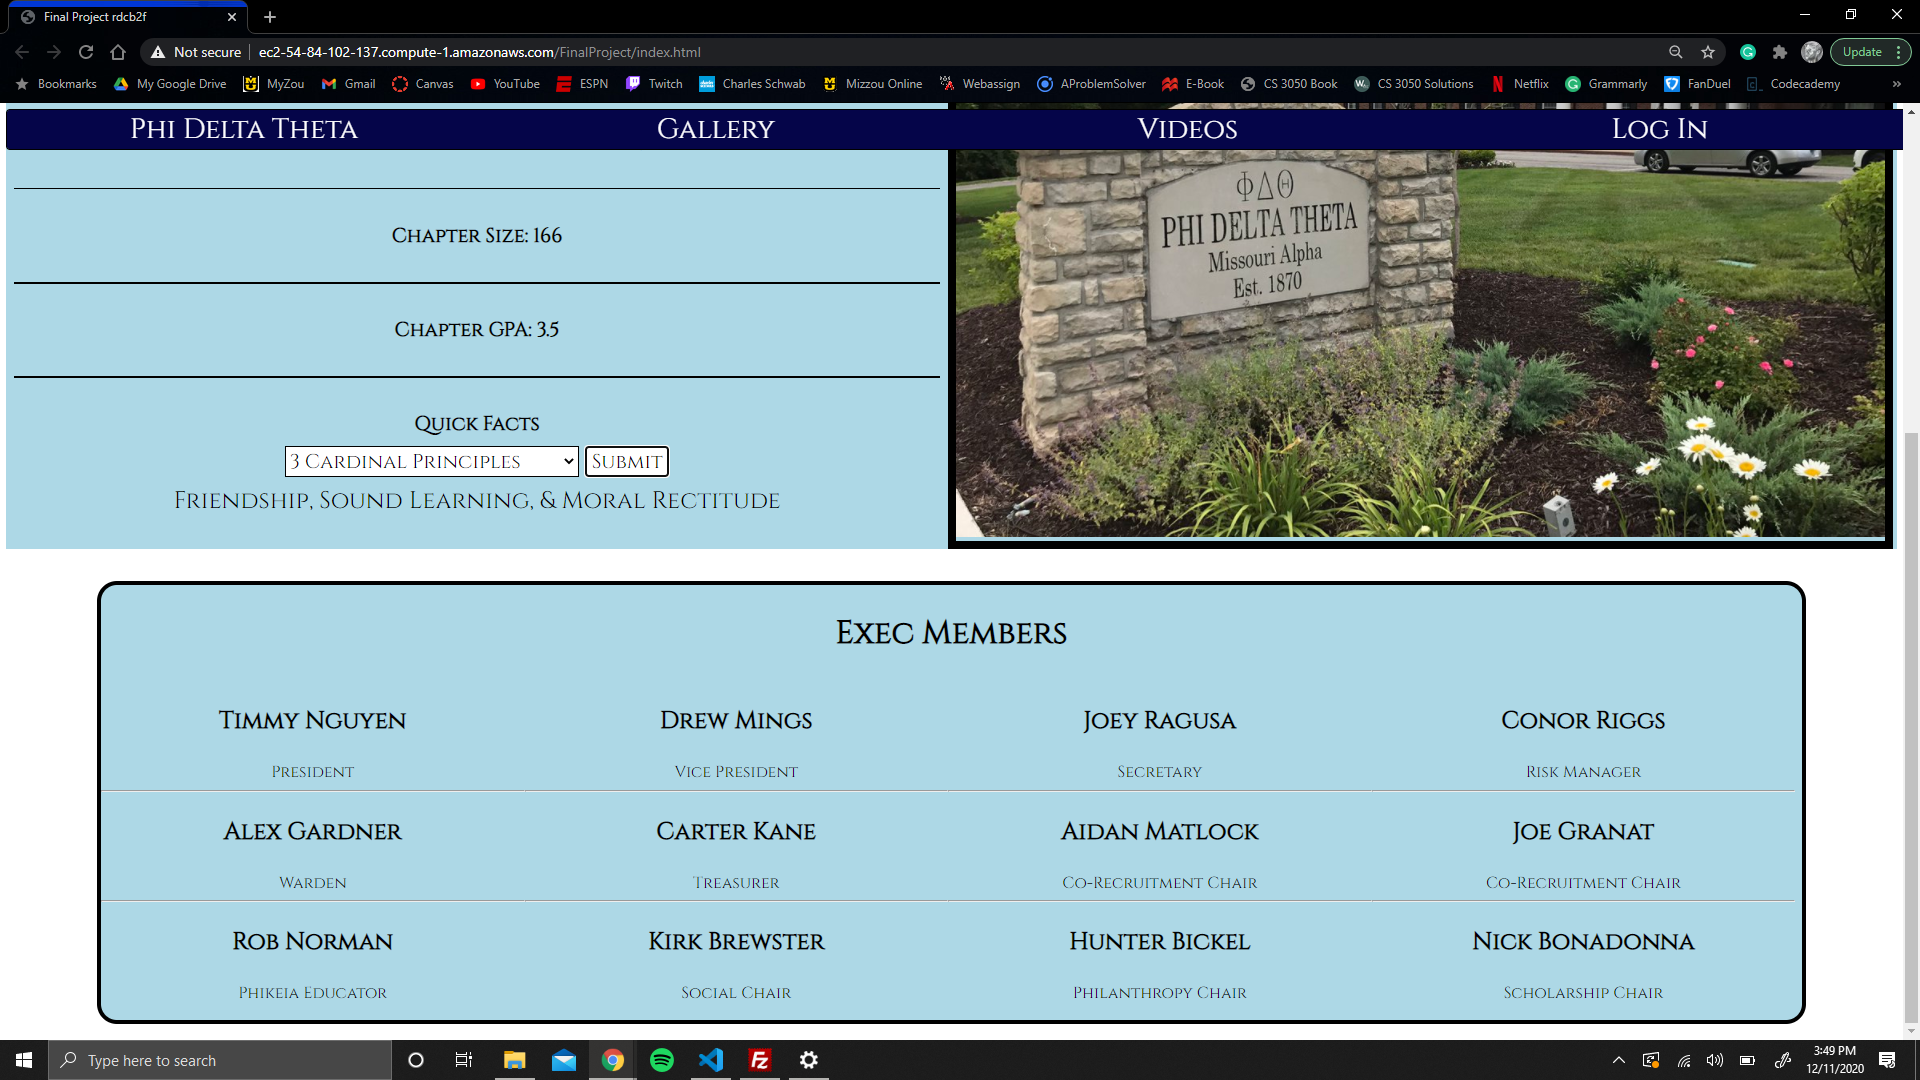 Final Project rdcb2f
Not secure ec2-54-84-102-137.compute-1.amazonaws.com/FinalProject/index.html
Update
Bookmarks My Google Drive MyZou Gmail Canvas YouTube ESPN Twitch Charles Schwab Mizzou Online Webassign AProblemSolver E-Book CS 3050 Book CS 3050 Solutions Netflix Grammarly FanDuel Codecademy »
Phi Delta Theta Gallery Videos Log In
Chapter Size: 166
Chapter GPA: 3.5
Quick Facts
3 Cardinal Principles Submit
Friendship, Sound Learning, & Moral Rectitude
ΦΔΘ
PHI DELTA THETA
Missouri Alpha
Est. 1870
Exec Members
Timmy Nguyen Drew Mings Joey Ragusa Conor Riggs
President Vice President Secretary Risk Manager
Alex Gardner Carter Kane Aidan Matlock Joe Granat
Warden Treasurer Co-Recruitment Chair Co-Recruitment Chair
Rob Norman Kirk Brewster Hunter Bickel Nick Bonadonna
Phikeia Educator Social Chair Philanthropy Chair Scholarship Chair
Type here to search
3:49 PM
12/11/2020